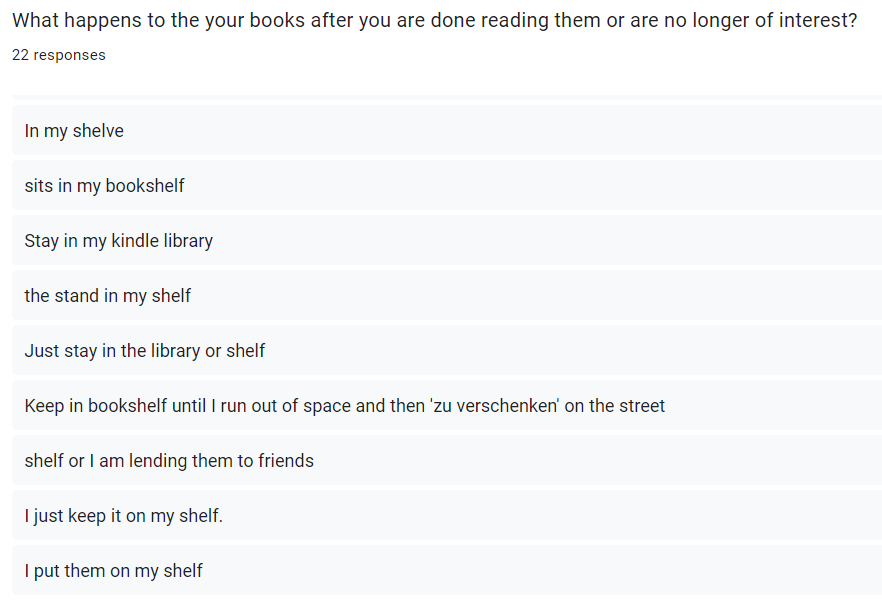 What happens to the your books after you are done reading them or are no longer of interest?
22 responses
In my shelve
sits in my bookshelf
Stay in my kindle library
the stand in my shelf
Just stay in the library or shelf
Keep in bookshelf until I run out of space and then 'zu verschenken' on the street
shelf or I am lending them to friends
I just keep it on my shelf.
I put them on my shelf